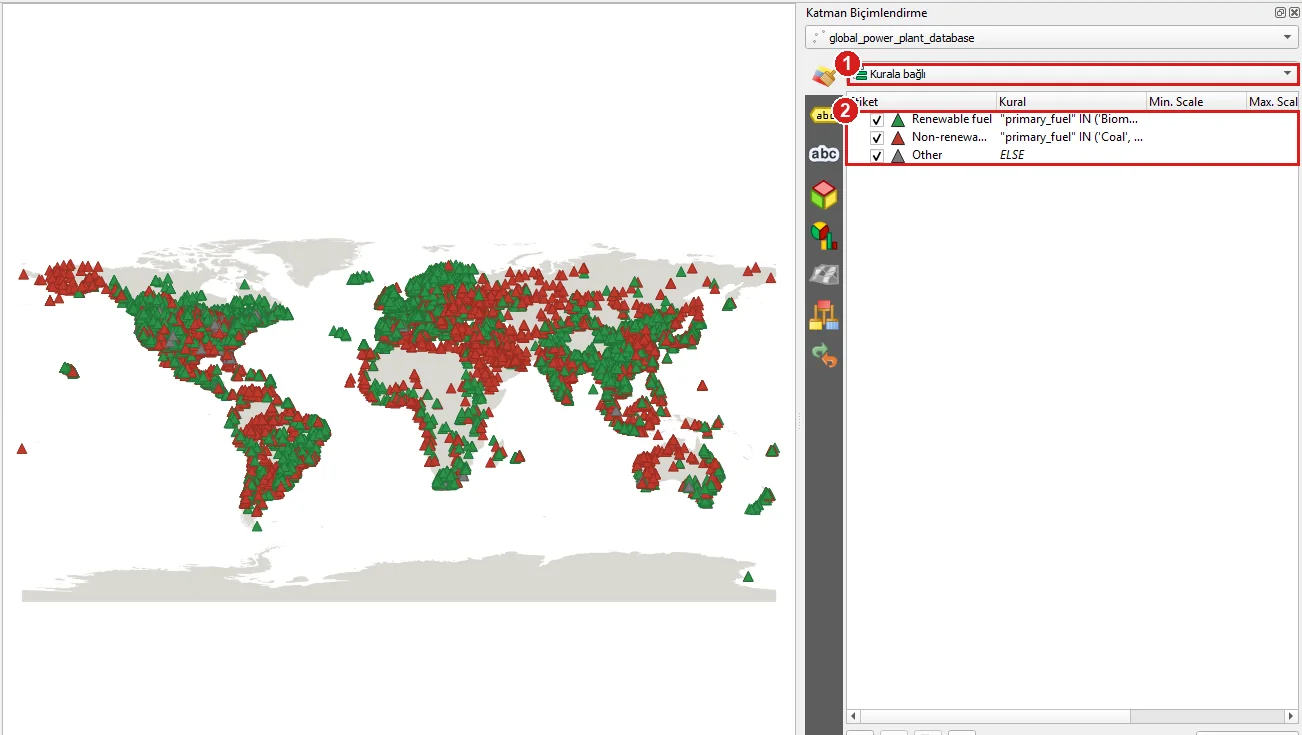 Katman Biçimlendirme
global_power_plant_database
1
Kurala bağlı
2
abc
Kural
Min. Scale
Max. Scal
Renewable fuel
"primary_fuel" IN ('Biom...
abc
Non-renewa...
"primary_fuel" IN ('Coal', ...
Other
ELSE